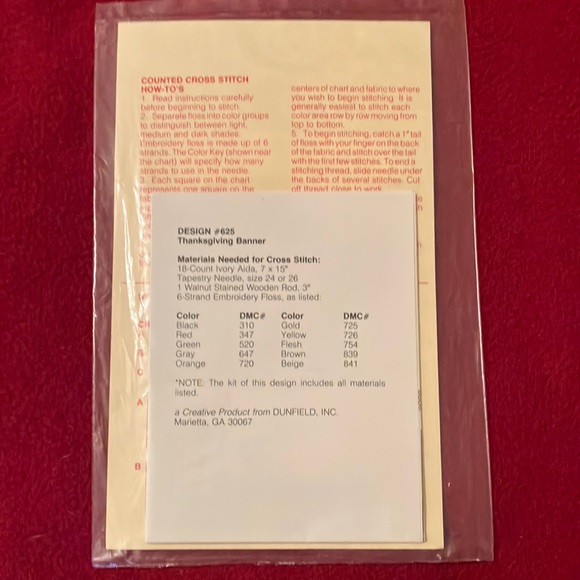 COUNTED CROSS STITCH
HOW-TO'S
1. Read instructions carefully
before beginning to stitch.
2. Separate floss into color groups
to distinguish between light,
medium and dark shades.
Embroidery floss is made up of 6
strands. The Color Key (shown near
the chart) will specify how many
strands to use in the needle.
3. Each square on the chart
represents one square on the
centers of chart and fabric to where
you wish to begin stitching. It is
generally easiest to stitch each
color area row by row moving from
top to bottom.
5. To begin stitching, catch a 1" tail
of floss with your finger on the back
of the fabric and stitch over the tail
with the first few stitches. To end a
stitching thread, slide needle under
the backs of several stitches. Cut
off thread close to work.
DESIGN #625
Thanksgiving Banner
Materials Needed for Cross Stitch:
18-Count Ivory Aida, 7 x 15"
Tapestry Needle, size 24 or 26
1 Walnut Stained Wooden Rod, 3"
6-Strand Embroidery Floss, as listed:
Color DMC# Color DMC#
Black 310 Gold 725
Red 347 Yellow 726
Green 520 Flesh 754
Gray 647 Brown 839
Orange 720 Beige 841
*NOTE: The kit of this design includes all materials
listed.
a Creative Product from DUNFIELD, INC.
Marietta, GA 30067
C
A
B